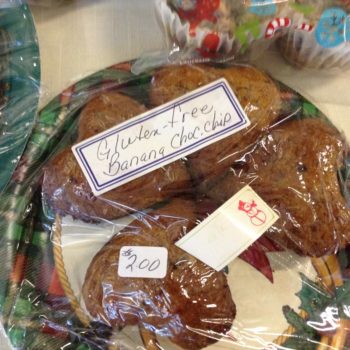 Gluten-free
Banana Choc. chip
$200